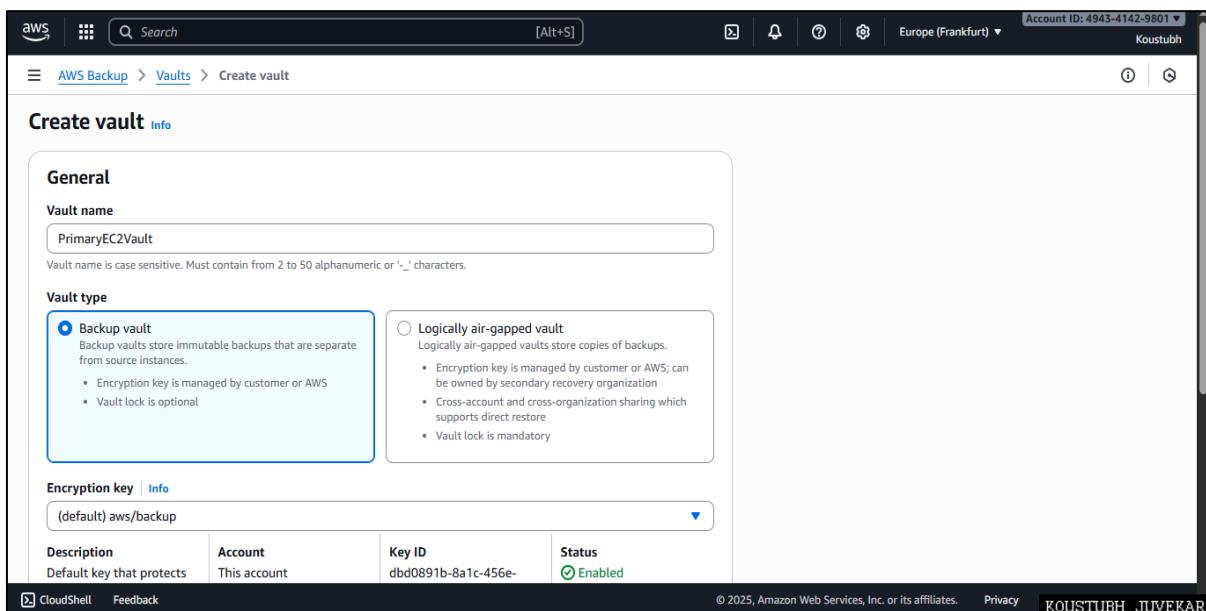 aws
Search
[Alt+S]
Europe (Frankfurt) ▼
Account ID: 4943-4142-9801 ▼
Koustubh
AWS Backup > Vaults > Create vault
Create vault Info
General
Vault name
PrimaryEC2Vault
Vault name is case sensitive. Must contain from 2 to 50 alphanumeric or '-_' characters.
Vault type
Backup vault
Backup vaults store immutable backups that are separate
from source instances.
• Encryption key is managed by customer or AWS
• Vault lock is optional
Logically air-gapped vault
Logically air-gapped vaults store copies of backups.
• Encryption key is managed by customer or AWS; can
be owned by secondary recovery organization
• Cross-account and cross-organization sharing which
supports direct restore
• Vault lock is mandatory
Encryption key Info
(default) aws/backup
Description
Default key that protects
Account
This account
Key ID
dbd0891b-8a1c-456e-
Status
Enabled
CloudShell Feedback
© 2025, Amazon Web Services, Inc. or its affiliates. Privacy
KOUSTUBH JUVEKAR